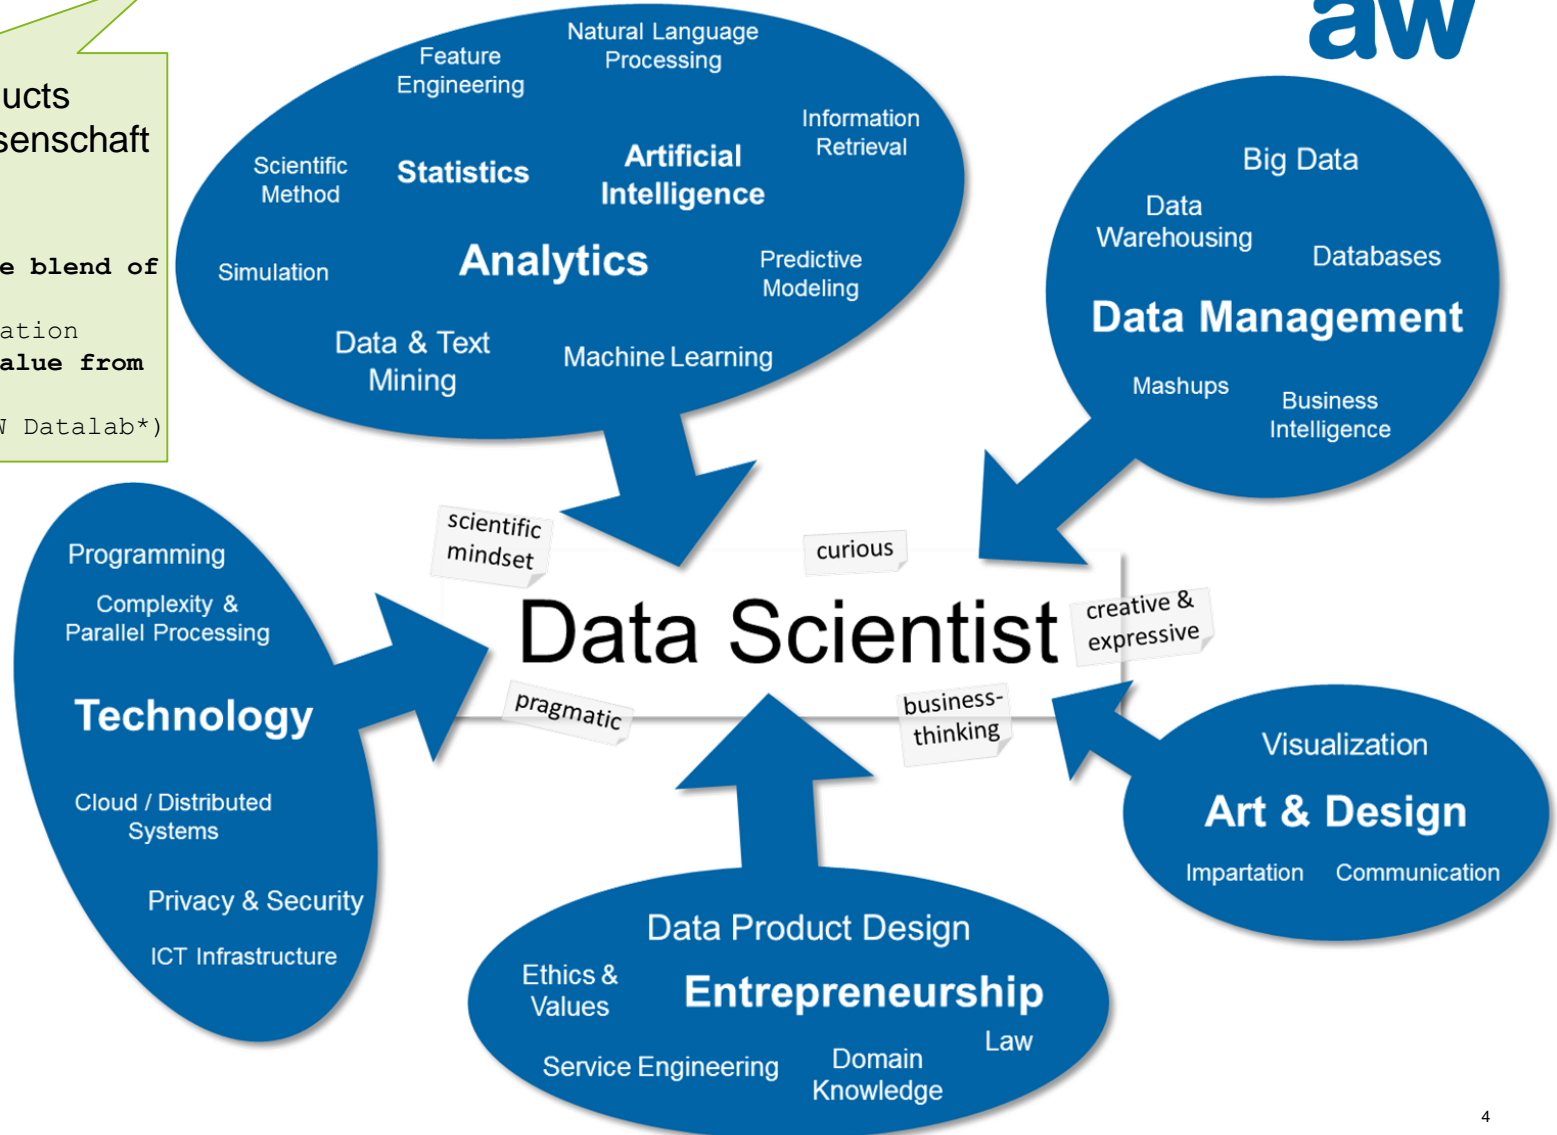 aw
ucts
senschaft
e blend of
ation
alue from
W Datalab*)
Natural Language
Processing
Feature
Engineering
Information
Retrieval
Scientific
Method
Statistics
Artificial
Intelligence
Analytics
Simulation
Predictive
Modeling
Data & Text
Mining
Machine Learning
Big Data
Data
Warehousing
Databases
Data Management
Mashups
Business
Intelligence
scientific
mindset
curious
Data Scientist
creative &
expressive
pragmatic
business-
thinking
Programming
Complexity &
Parallel Processing
Technology
Cloud / Distributed
Systems
Privacy & Security
ICT Infrastructure
Visualization
Art & Design
Impartation
Communication
Data Product Design
Ethics &
Values
Entrepreneurship
Law
Service Engineering
Domain
Knowledge
4